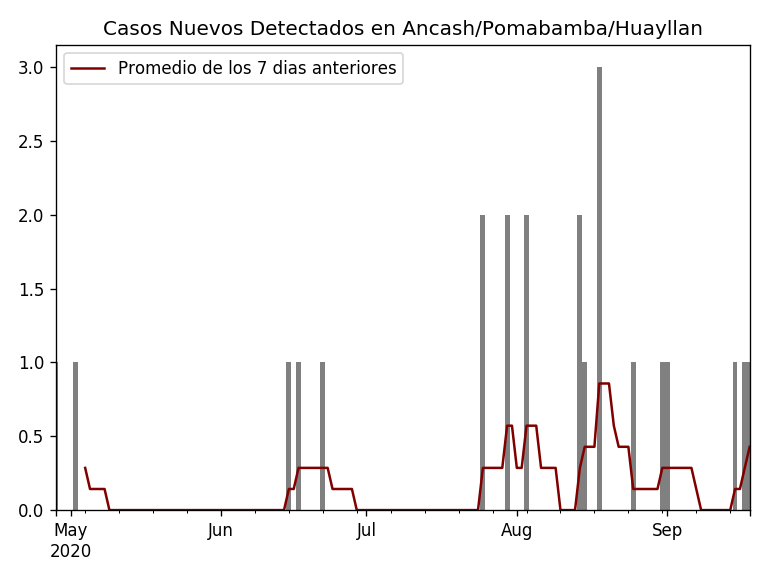 Casos Nuevos Detectados en Ancash/Pomabamba/Huayllan
Promedio de los 7 dias anteriores
3.0
2.5
2.0
1.5
1.0
0.5
0.0
May Jun Jul Aug Sep
2020